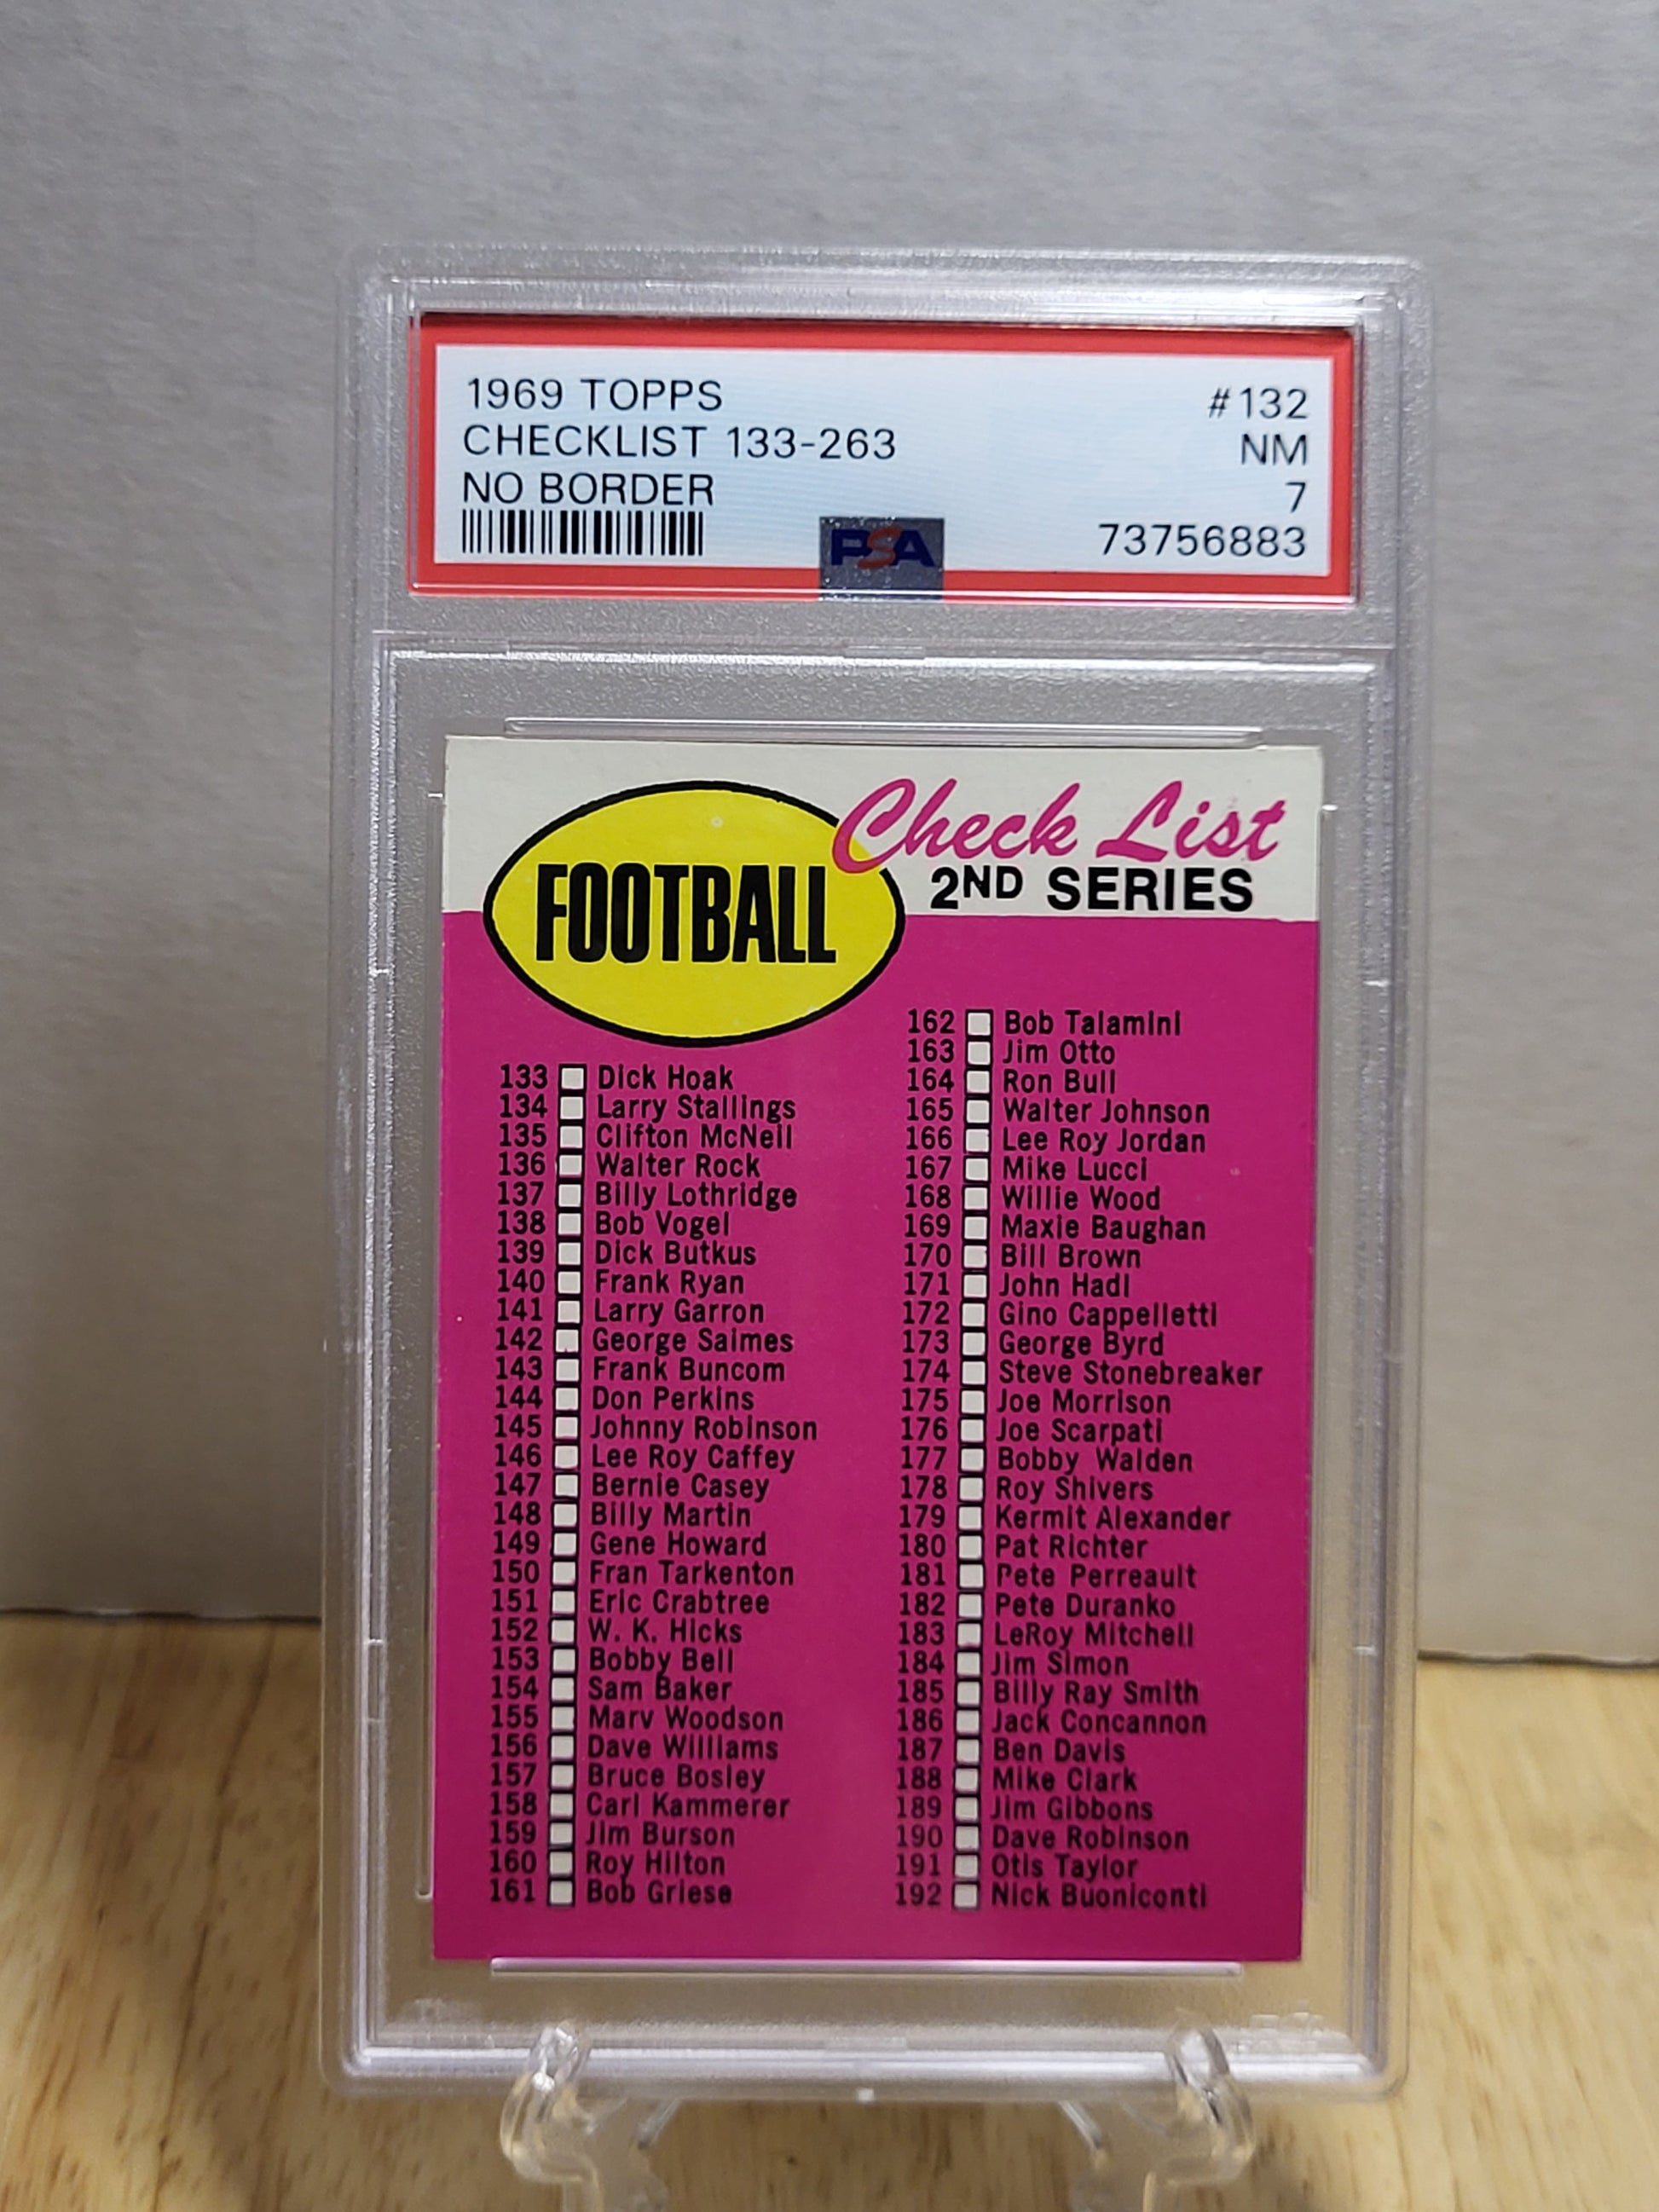 1969 TOPPS #132
CHECKLIST 133-263 NM
NO BORDER 7
PSA 73756883
Check List
2ND SERIES
FOOTBALL
133 Dick Hoak
134 Larry Stallings
135 Clifton McNeil
136 Walter Rock
137 Billy Lothridge
138 Bob Vogel
139 Dick Butkus
140 Frank Ryan
141 Larry Garron
142 George Saimes
143 Frank Buncom
144 Don Perkins
145 Johnny Robinson
146 Lee Roy Caffey
147 Bernie Casey
148 Billy Martin
149 Gene Howard
150 Fran Tarkenton
151 Eric Crabtree
152 W. K. Hicks
153 Bobby Bell
154 Sam Baker
155 Marv Woodson
156 Dave Williams
157 Bruce Bosley
158 Carl Kammerer
159 Jim Burson
160 Roy Hilton
161 Bob Griese
162 Bob Talamini
163 Jim Otto
164 Ron Bull
165 Walter Johnson
166 Lee Roy Jordan
167 Mike Lucci
168 Willie Wood
169 Maxie Baughan
170 Bill Brown
171 John Hadl
172 Gino Cappelletti
173 George Byrd
174 Steve Stonebreaker
175 Joe Morrison
176 Joe Scarpati
177 Bobby Walden
178 Roy Shivers
179 Kermit Alexander
180 Pat Richter
181 Pete Perreault
182 Pete Duranko
183 LeRoy Mitchell
184 Jim Simon
185 Billy Ray Smith
186 Jack Concannon
187 Ben Davis
188 Mike Clark
189 Jim Gibbons
190 Dave Robinson
191 Otis Taylor
192 Nick Buoniconti